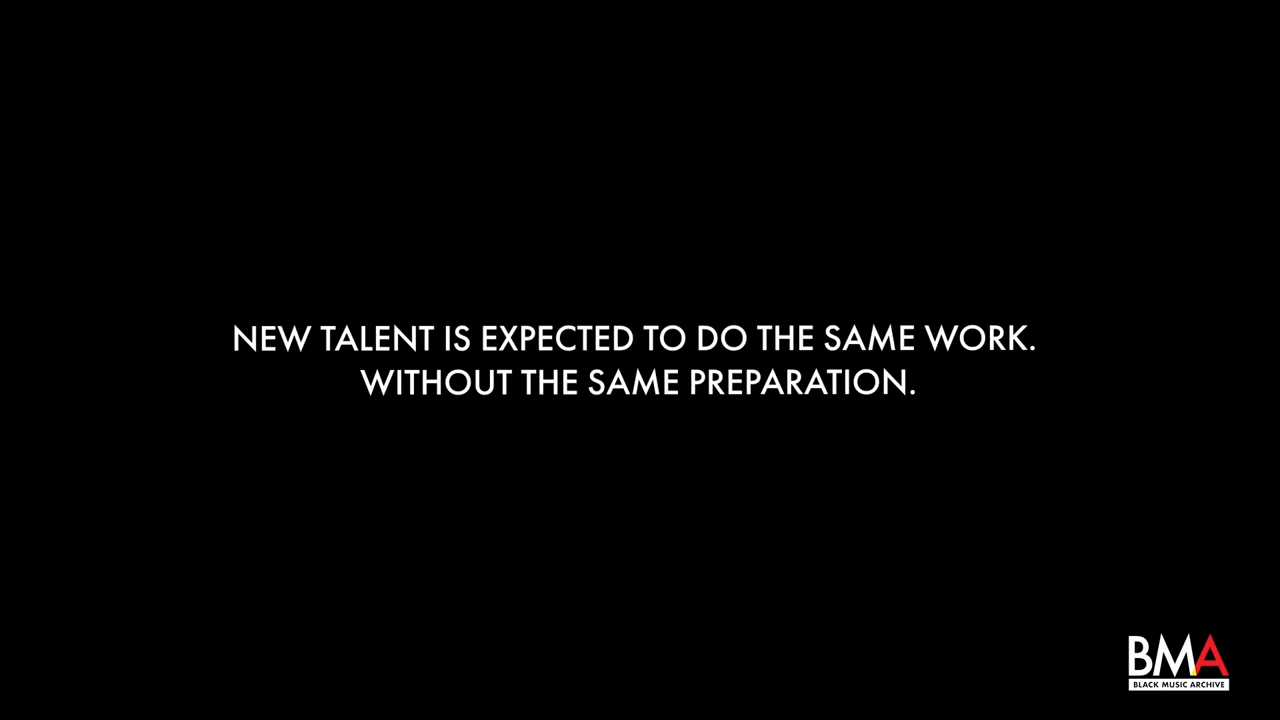 NEW TALENT IS EXPECTED TO DO THE SAME WORK.
WITHOUT THE SAME PREPARATION.
BMA
BLACK MUSIC ARCHIVE